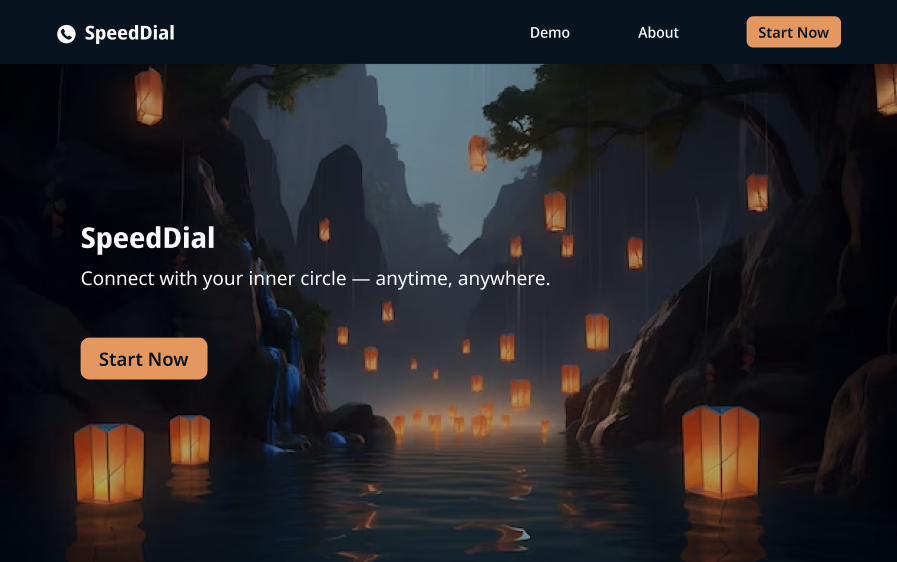 SpeedDial
Demo
About
Start Now
SpeedDial
Connect with your inner circle — anytime, anywhere.
Start Now